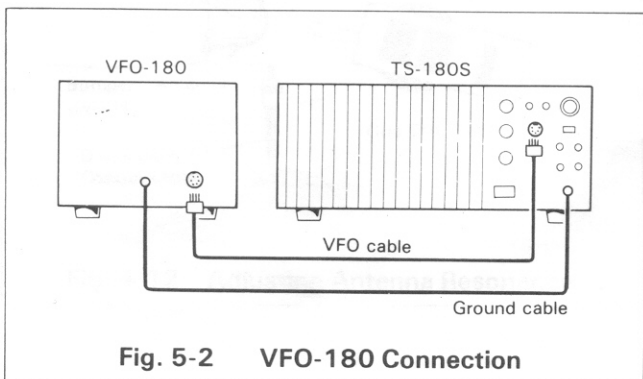 VFO-180
TS-180S
VFO cable
Ground cable
Fig. 5-2 VFO-180 Connection